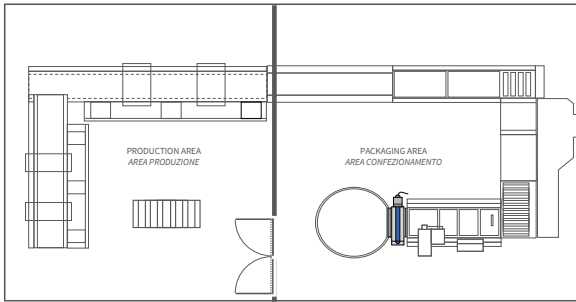 PRODUCTION AREA
AREA PRODUZIONE
PACKAGING AREA
AREA CONFEZIONAMENTO